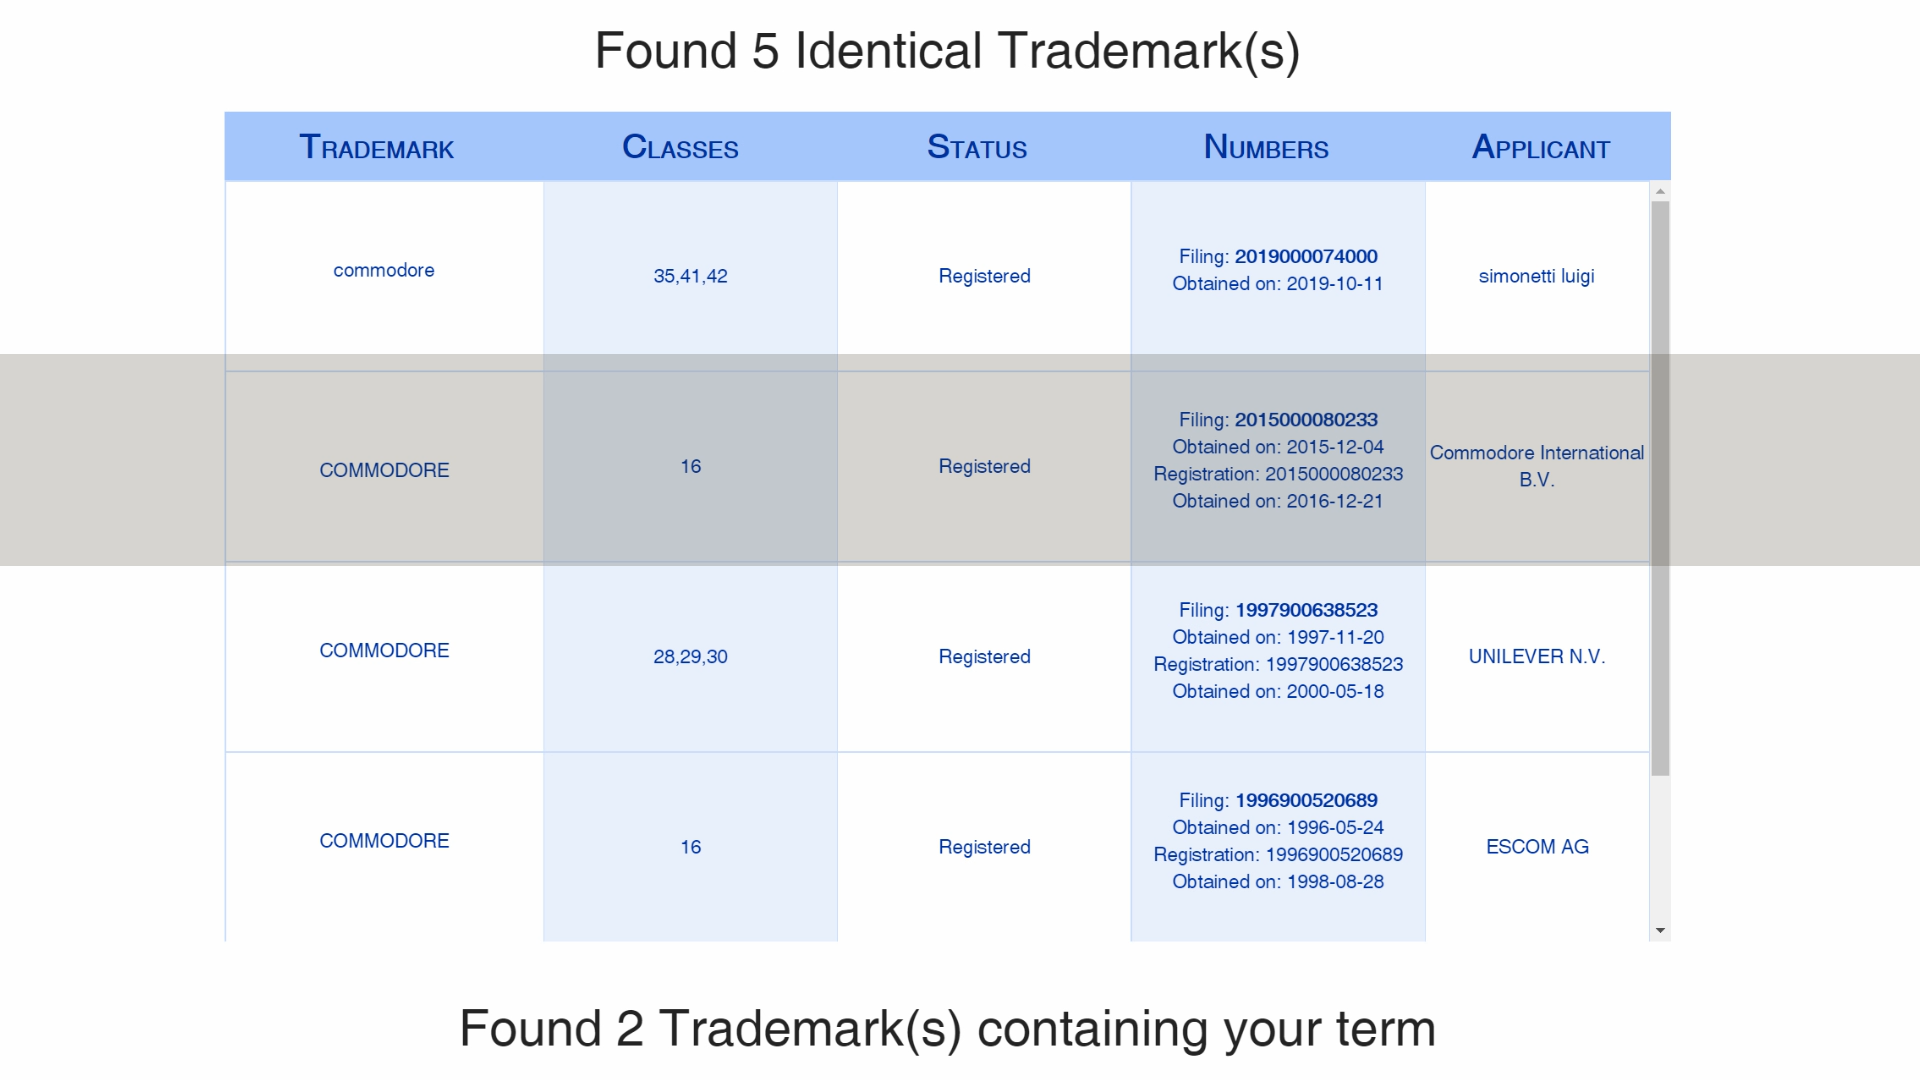 Found 5 Identical Trademark(s)
TRADEMARK CLASSES STATUS NUMBERS APPLICANT
commodore
35,41,42
Registered
Filing: 2019000074000
Obtained on: 2019-10-11
simonetti luigi
COMMODORE
16
Registered
Filing: 2015000080233
Obtained on: 2015-12-04
Registration: 2015000080233
Obtained on: 2016-12-21
Commodore International
B.V.
COMMODORE
28,29,30
Registered
Filing: 1997900638523
Obtained on: 1997-11-20
Registration: 1997900638523
Obtained on: 2000-05-18
UNILEVER N.V.
COMMODORE
16
Registered
Filing: 1996900520689
Obtained on: 1996-05-24
Registration: 1996900520689
Obtained on: 1998-08-28
ESCOM AG
Found 2 Trademark(s) containing your term